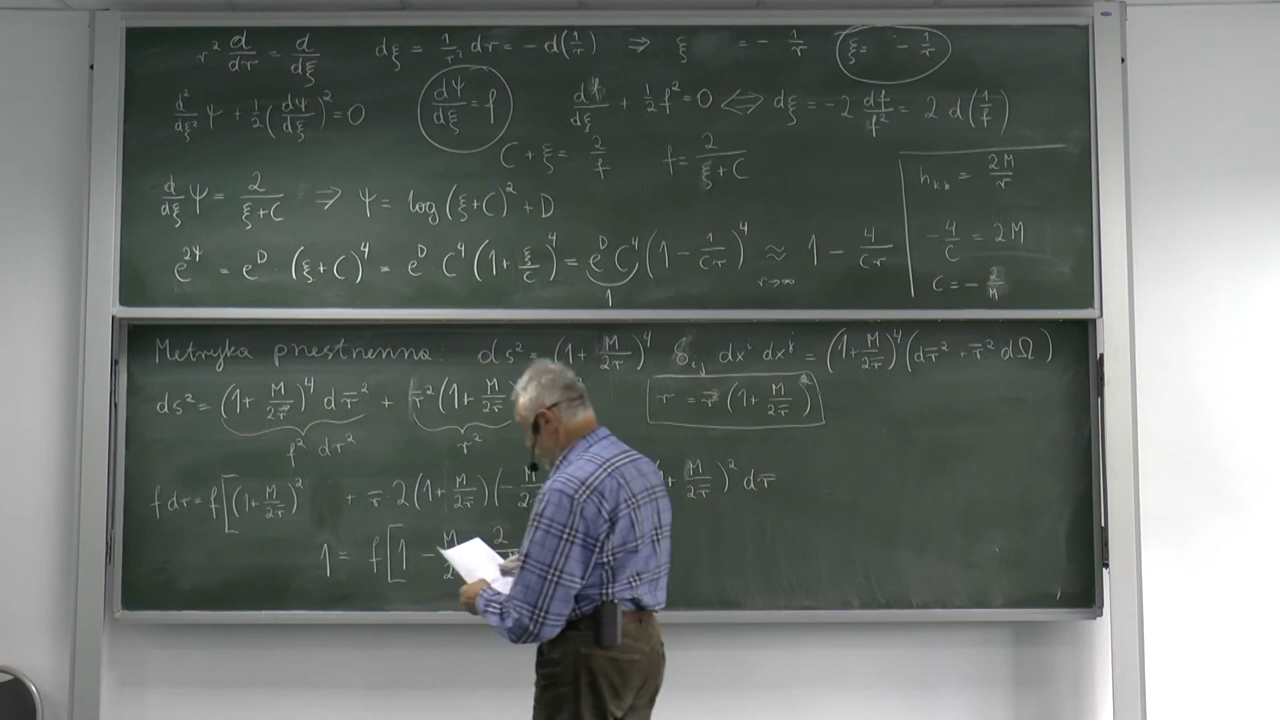 r² d/dr = d/dξ   dξ = 1/r² dr = - d(1/r) ⇒ ξ = - 1/r   ξ = - 1/r
d²/dξ² ψ + 1/2 (dψ/dξ)² = 0   dψ/dξ = f   df/dξ + 1/2 f² = 0 ⇔ dξ = -2 df/f² = 2 d(1/f)
C + ξ = 2/f   f = 2/(ξ+C)
d/dξ ψ = 2/(ξ+C) ⇒ ψ = log(ξ+C)² + D
e^{2ψ} = e^D · (ξ+C)⁴ = e^D C⁴ (1 + ξ/C)⁴ = e^D C⁴ (1 - 1/(Cr))⁴ ≈ 1 - 4/(Cr)
1   r→∞
h_{kk} = 2M/r
-4/C = 2M
C = - 2/M
Metryka przestrzenna: ds² = (1 + M/2r̄)⁴ δ_{ij} dx^i dx^j = (1 + M/2r̄)⁴ (dr̄² + r̄² dΩ)
ds² = (1 + M/2r̄)⁴ dr̄² + r̄² (1 + M/2r̄)   r = r̄ (1 + M/2r̄)²
f² dr²   r²
f dr = f [(1 + M/2r̄)² + r̄ · 2 (1 + M/2r̄)(- M/2   + M/2r̄)² dr̄
1 = f [1 - M/2   2